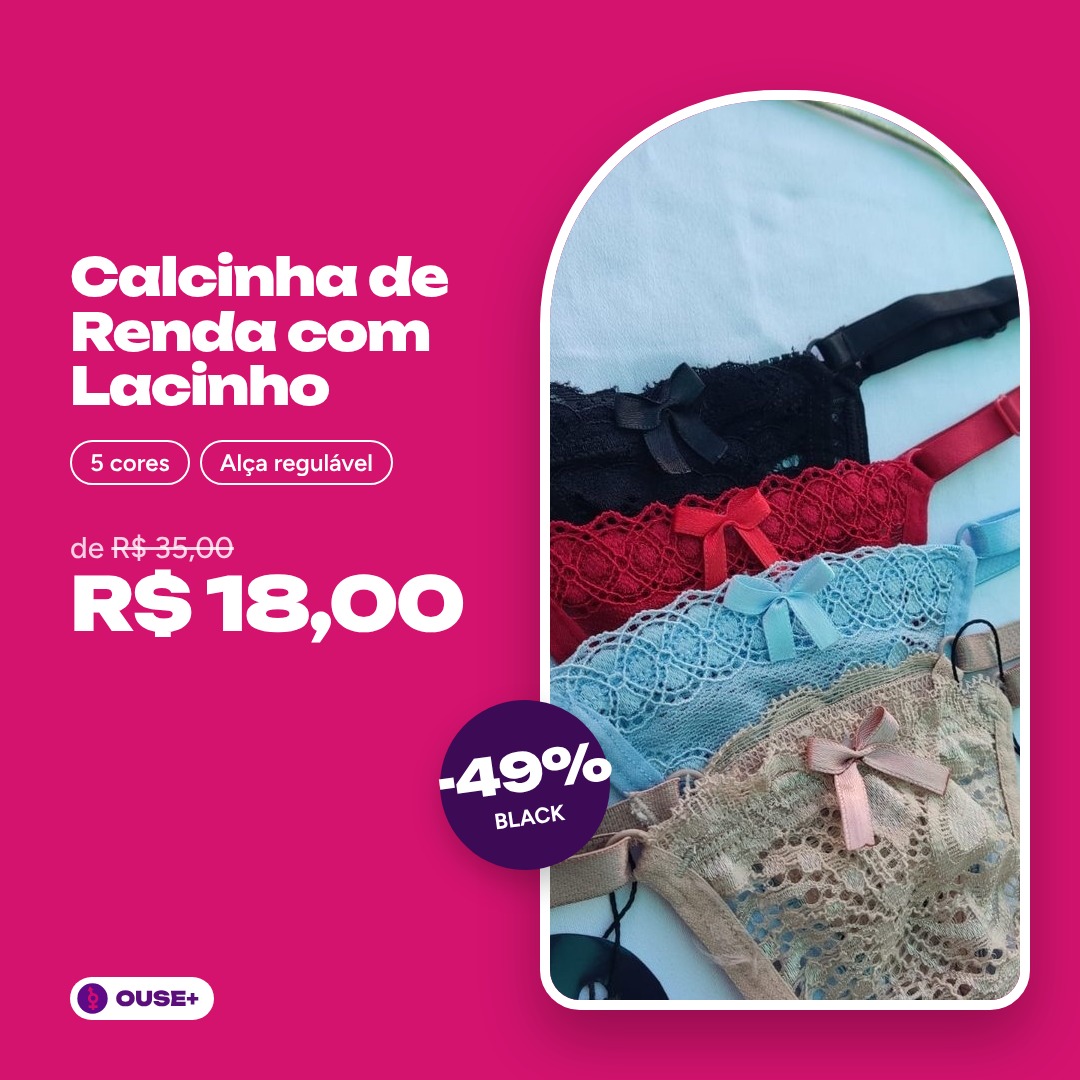 Calcinha de
Renda com
Lacinho
5 cores
Alça regulável
de R$ 35,00
R$ 18,00
-49%
BLACK
OUSE+